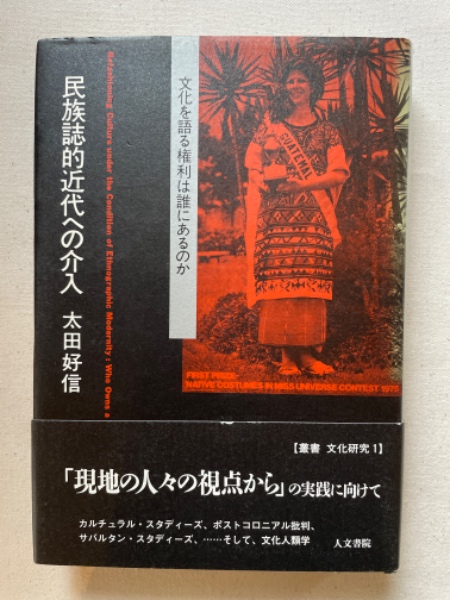 文化を語る権利は誰にあるのか
Re-visioning Culture under the Condition of Ethnographic Modernity : Who Owns a
民族誌的近代への介入 太田好信
GUATEMALA
FIRST PRIZE
NATIVE COSTUMES IN MISS UNIVERSE CONTEST 1975
【叢書 文化研究1】
「現地の人々の視点から」の実践に向けて
カルチュラル・スタディーズ、ポストコロニアル批判、
サバルタン・スタディーズ、……そして、文化人類学
人文書院